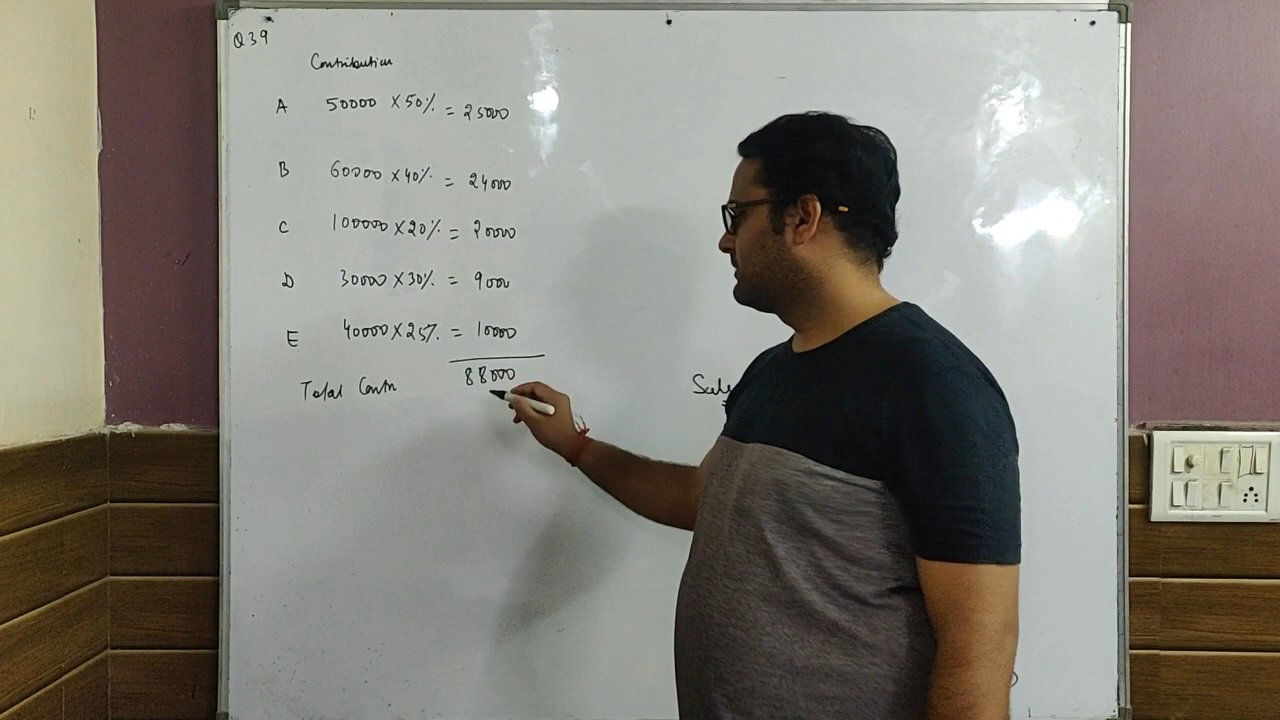 Q39
Contribution
A 50000 X 50% = 25000
B 60000 X 40% = 24000
C 100000 X 20% = 20000
D 30000 X 30% = 9000
E 40000 X 25% = 10000
88000
Total Contn